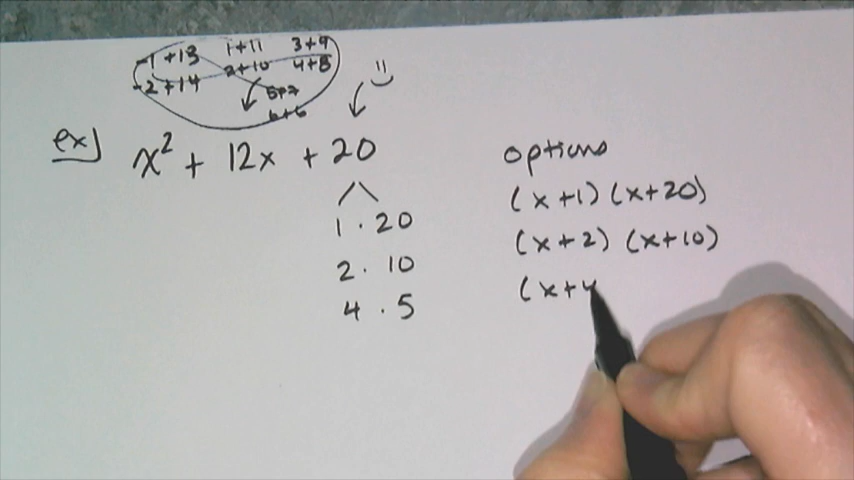 -1+13 1+11 3+9
-2+14 2+10 4+8
5+7
6+6
ex] x² + 12x + 20
1 · 20
2 · 10
4 · 5
options
(x+1)(x+20)
(x+2) (x+10)
(x+4